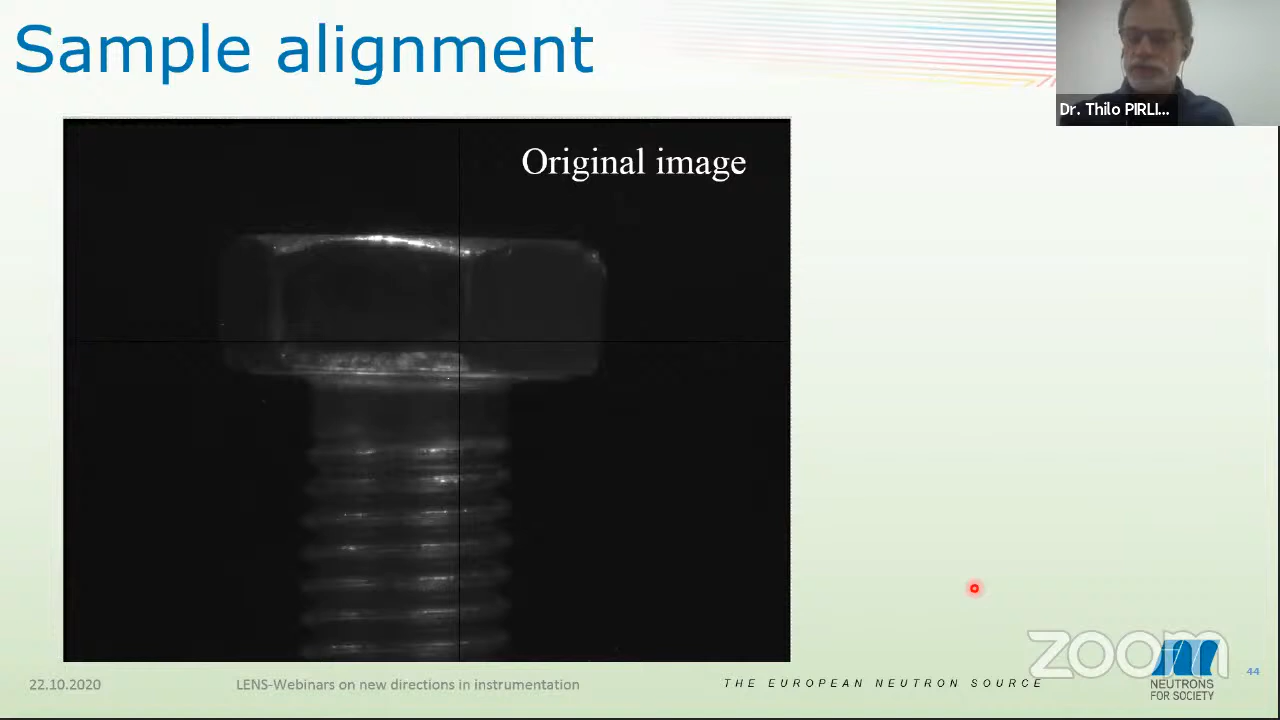 Sample alignment
Dr. Thilo PIRLI...
Original image
zoom
22.10.2020
LENS-Webinars on new directions in instrumentation
THE EUROPEAN NEUTRON SOURCE
NEUTRONS
FOR SOCIETY
44